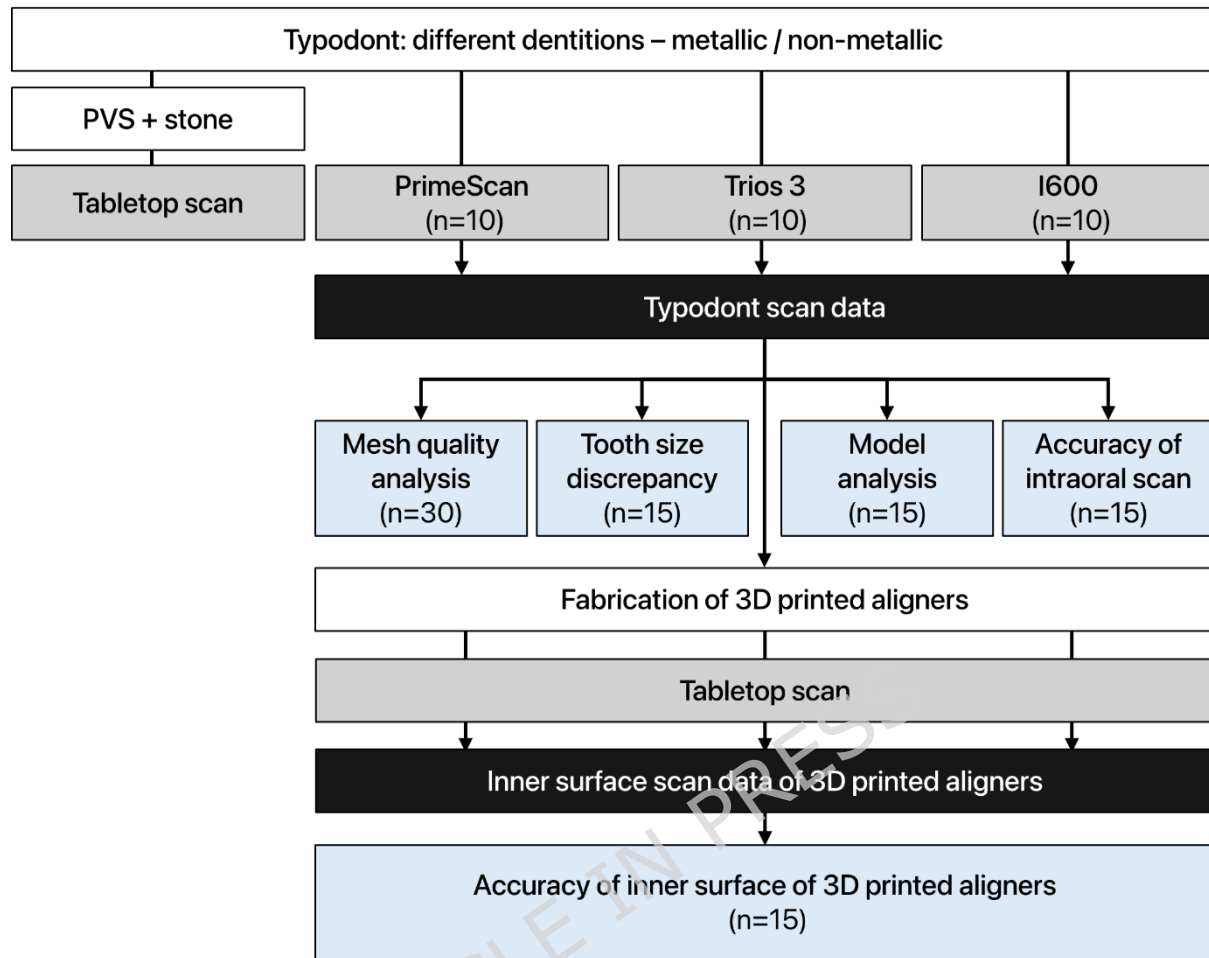 Typodont: different dentitions – metallic / non-metallic
PVS + stone
Tabletop scan
PrimeScan
(n=10)
Trios 3
(n=10)
I600
(n=10)
Typodont scan data
Mesh quality
analysis
(n=30)
Tooth size
discrepancy
(n=15)
Model
analysis
(n=15)
Accuracy of
intraoral scan
(n=15)
Fabrication of 3D printed aligners
Tabletop scan
Inner surface scan data of 3D printed aligners
Accuracy of inner surface of 3D printed aligners
(n=15)
IN PRESS